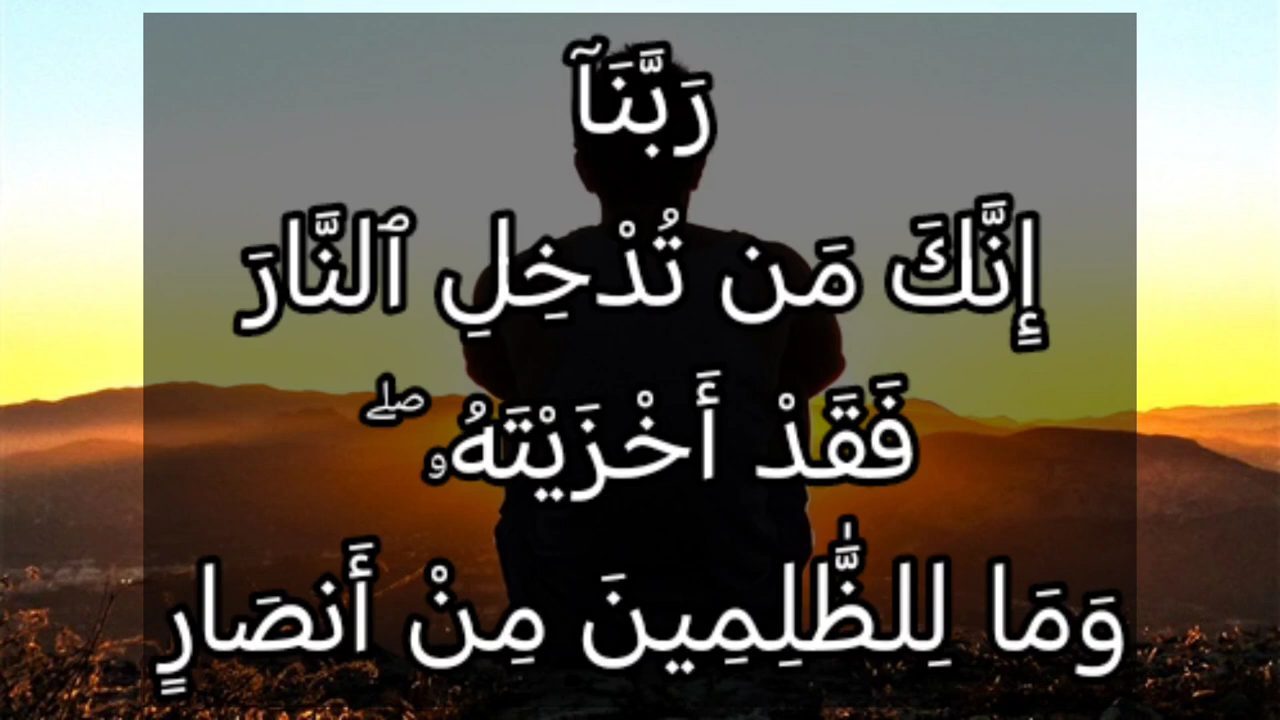 رَبَّنَآ
إِنَّكَ مَن تُدْخِلِ ٱلنَّارَ
فَقَدْ أَخْزَيْتَهُۥ ۖ
وَمَا لِلظَّٰلِمِينَ مِنْ أَنصَارٍ